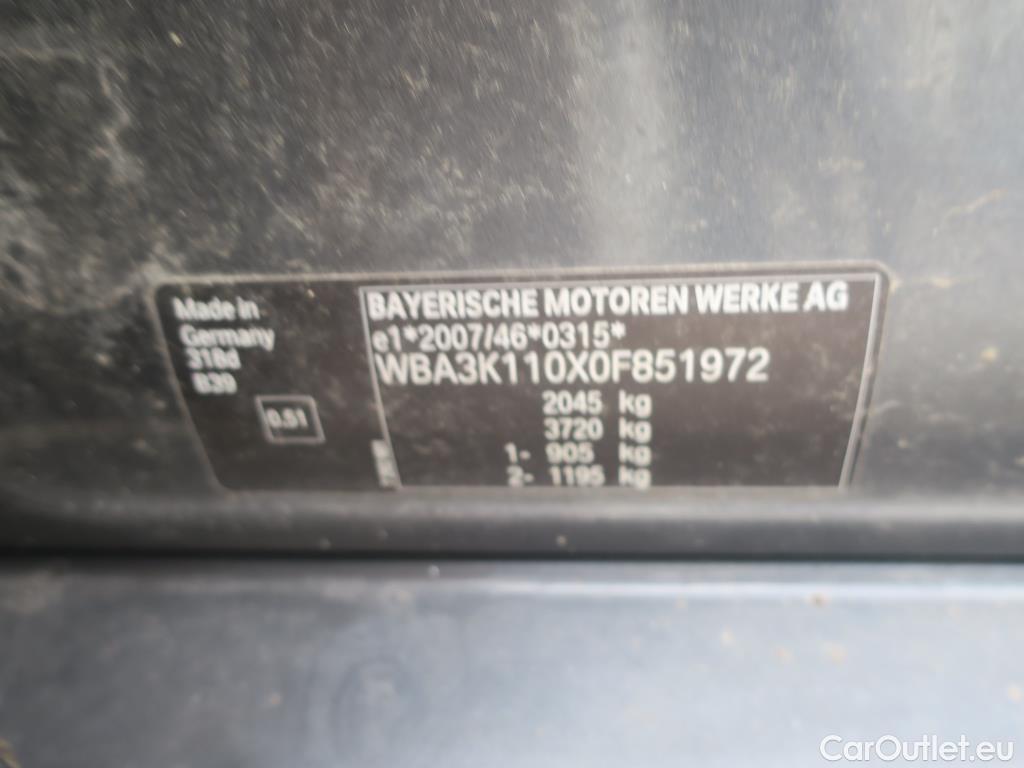 Made in
Germany
318d
B39
0.51
BAYERISCHE MOTOREN WERKE AG
e1*2007/46*0315*
WBA3K110X0F851972
2045 kg
3720 kg
1- 905 kg
2- 1195 kg
CarOutlet.eu